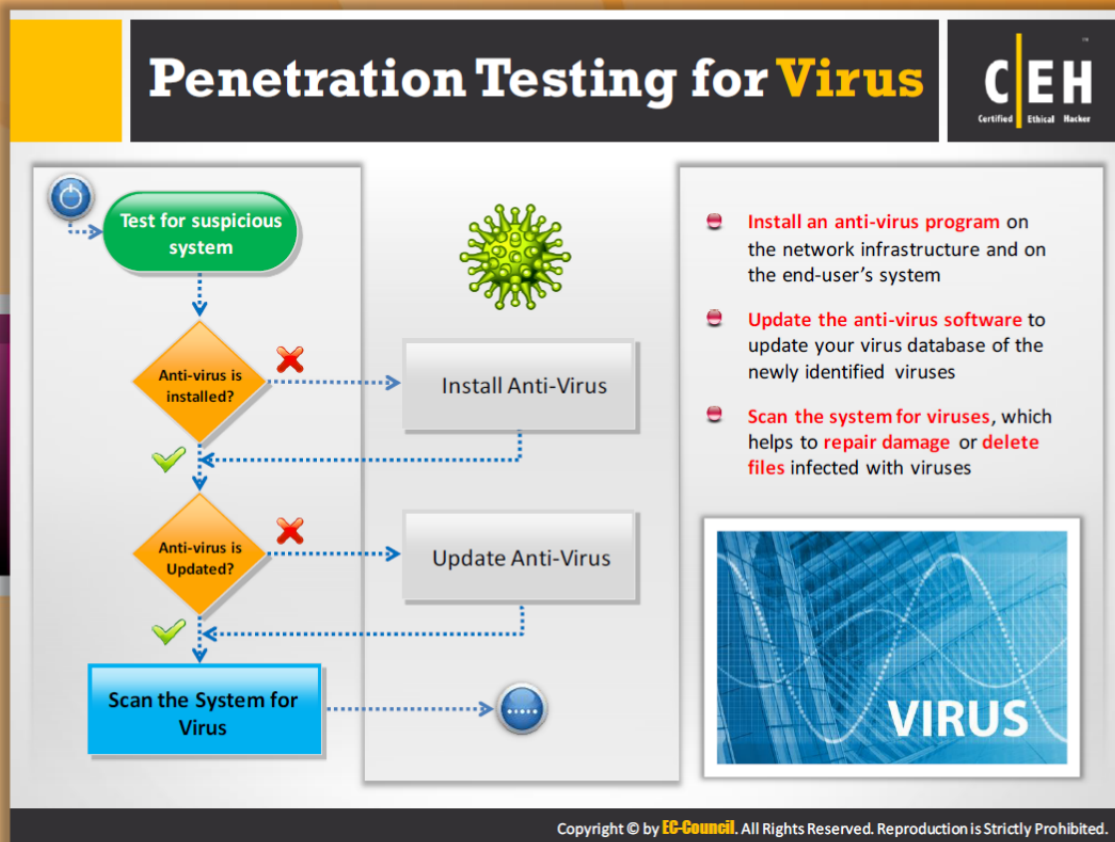 Penetration Testing for Virus
C|EH
Certified Ethical Hacker
™
Test for suspicious
system
Anti-virus is
installed?
Install Anti-Virus
Anti-virus is
Updated?
Update Anti-Virus
Scan the System for
Virus
Install an anti-virus program on
the network infrastructure and on
the end-user’s system
Update the anti-virus software to
update your virus database of the
newly identified viruses
Scan the system for viruses, which
helps to repair damage or delete
files infected with viruses
VIRUS
Copyright © by EC-Council. All Rights Reserved. Reproduction is Strictly Prohibited.